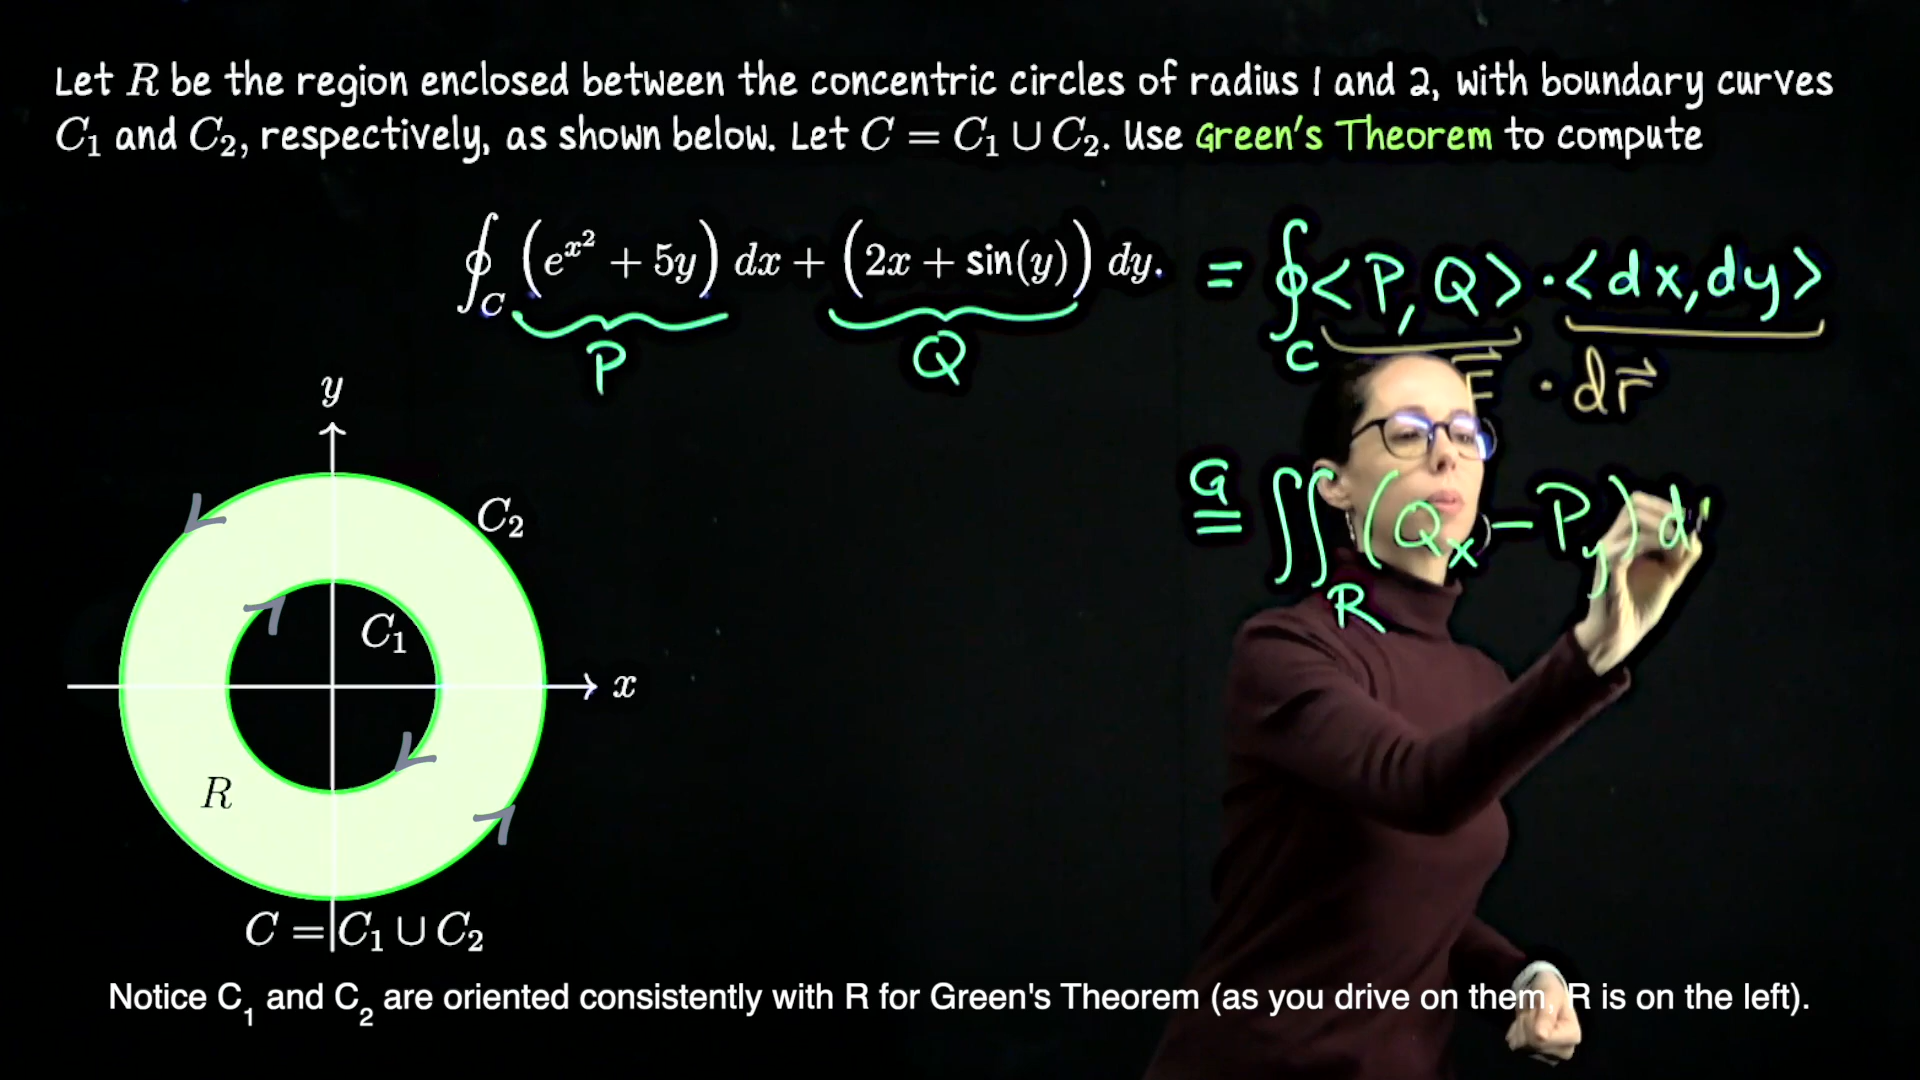 Let R be the region enclosed between the concentric circles of radius 1 and 2, with boundary curves
C₁ and C₂, respectively, as shown below. Let C = C₁ ∪ C₂. Use Green's Theorem to compute
∮_C (e^{x²} + 5y) dx + (2x + sin(y)) dy. = ∮_C <P, Q> · <dx, dy>
P Q F⃗ · dr⃗
G= ∬_R (Qₓ − P_y) d
y
C₂
C₁
x
R
C = C₁ ∪ C₂
Notice C₁ and C₂ are oriented consistently with R for Green's Theorem (as you drive on them, R is on the left).